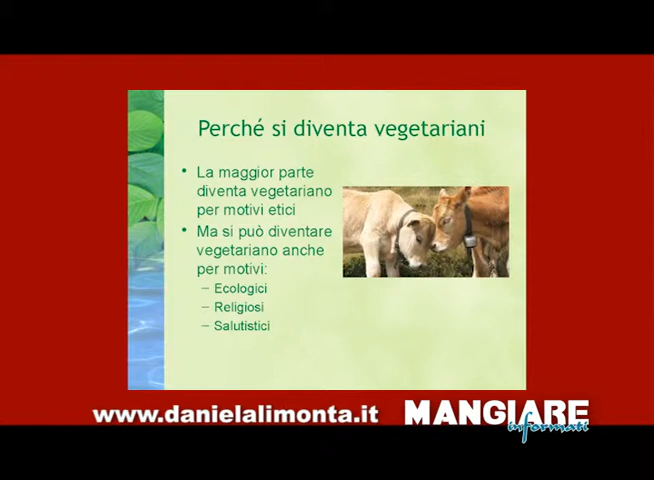 Perché si diventa vegetariani
• La maggior parte
diventa vegetariano
per motivi etici
• Ma si può diventare
vegetariano anche
per motivi:
– Ecologici
– Religiosi
– Salutistici
www.danielalimonta.it
MANGIARE
informati